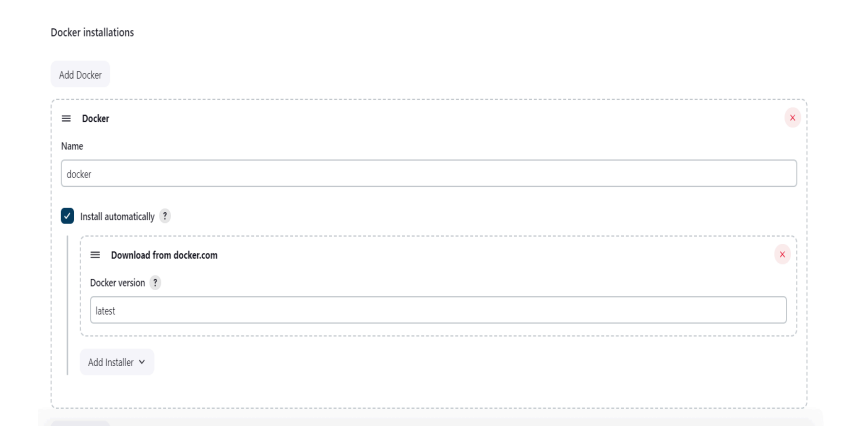 Docker installations
Add Docker
Docker
X
Name
docker
Install automatically ?
Download from docker.com
X
Docker version ?
latest
Add Installer